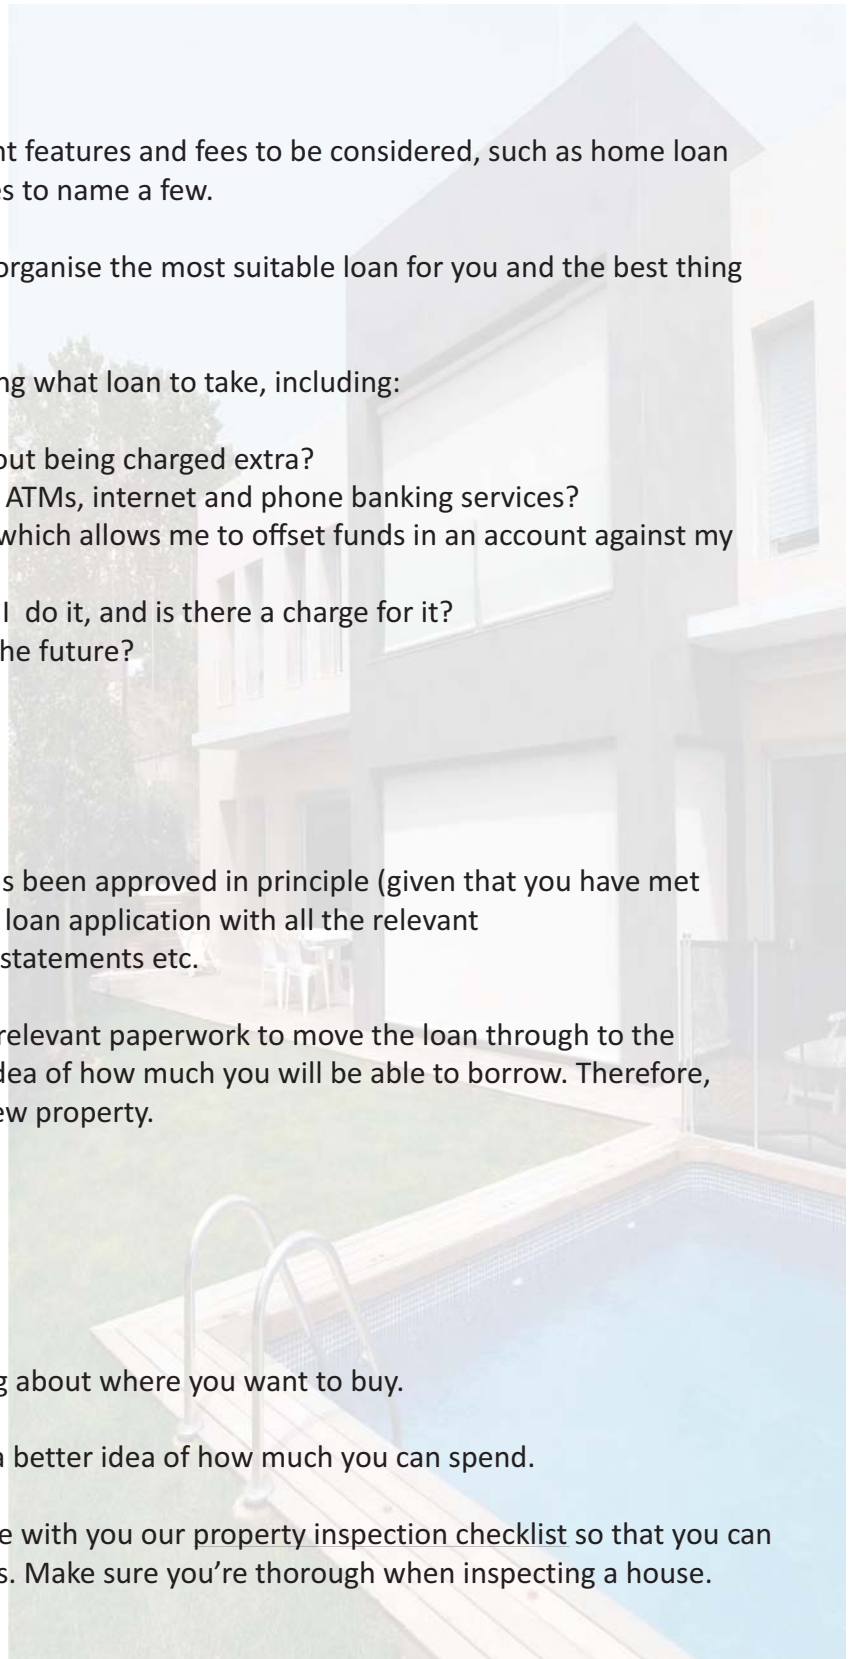 nt features and fees to be considered, such as home loan
es to name a few.
organise the most suitable loan for you and the best thing
ng what loan to take, including:
out being charged extra?
ATMs, internet and phone banking services?
which allows me to offset funds in an account against my
I do it, and is there a charge for it?
he future?
s been approved in principle (given that you have met
loan application with all the relevant
statements etc.
relevant paperwork to move the loan through to the
dea of how much you will be able to borrow. Therefore,
ew property.
g about where you want to buy.
a better idea of how much you can spend.
e with you our property inspection checklist so that you can
s. Make sure you’re thorough when inspecting a house.